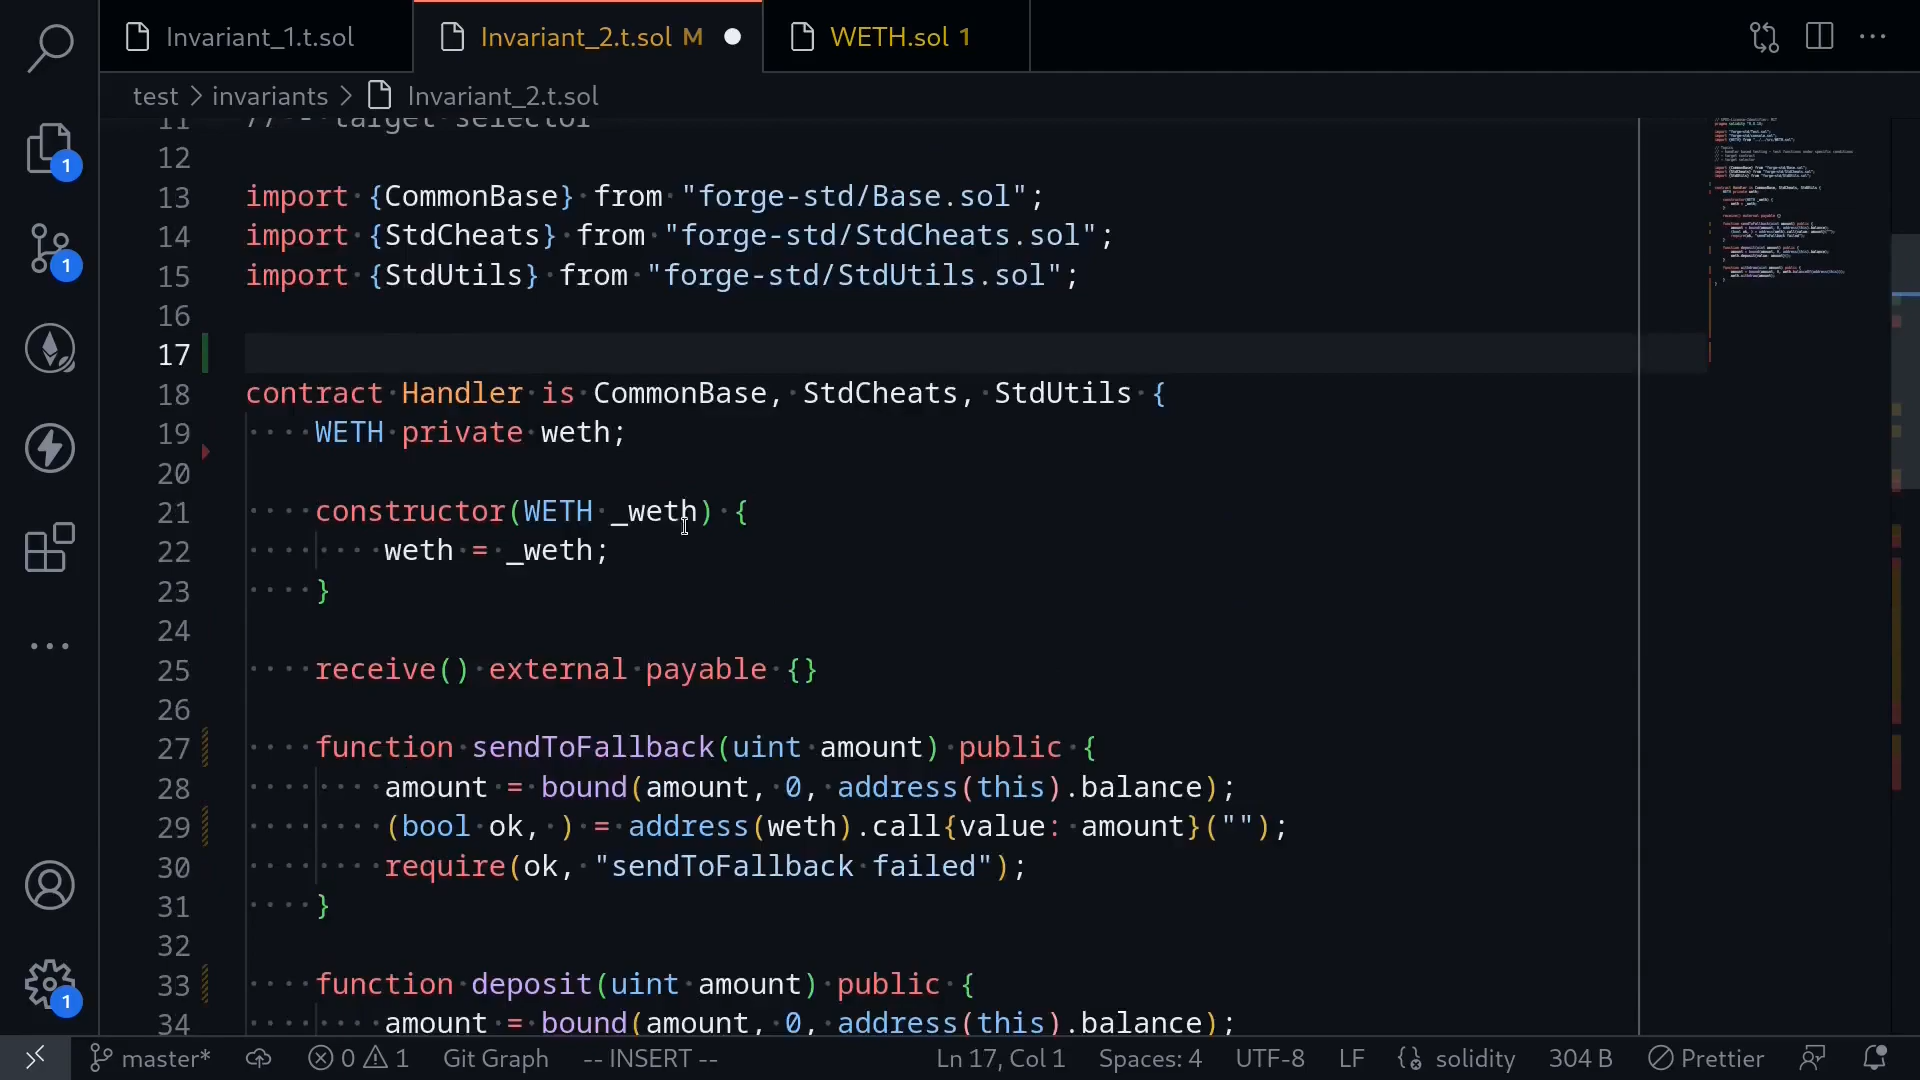 Invariant_1.t.sol
Invariant_2.t.sol M
WETH.sol 1
test > invariants > Invariant_2.t.sol
11 // - target selector
12
13 import {CommonBase} from "forge-std/Base.sol";
14 import {StdCheats} from "forge-std/StdCheats.sol";
15 import {StdUtils} from "forge-std/StdUtils.sol";
16
17
18 contract Handler is CommonBase, StdCheats, StdUtils {
19     WETH private weth;
20
21     constructor(WETH _weth) {
22         weth = _weth;
23     }
24
25     receive() external payable {}
26
27     function sendToFallback(uint amount) public {
28         amount = bound(amount, 0, address(this).balance);
29         (bool ok, ) = address(weth).call{value: amount}("");
30         require(ok, "sendToFallback failed");
31     }
32
33     function deposit(uint amount) public {
34         amount = bound(amount, 0, address(this).balance);
1
1
1
master* 0 1 Git Graph -- INSERT -- Ln 17, Col 1 Spaces: 4 UTF-8 LF solidity 304 B Prettier